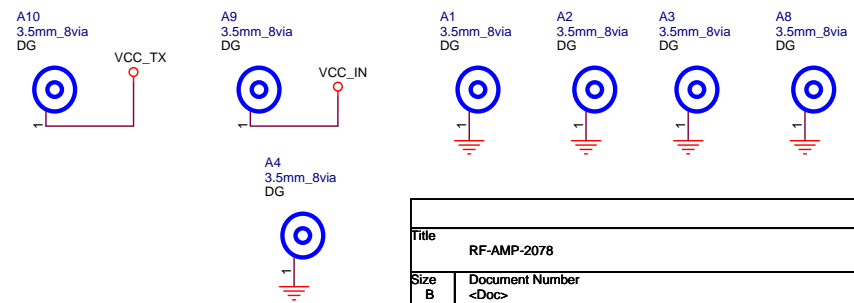 A10
3.5mm_8via
DG
VCC_TX
1
A9
3.5mm_8via
DG
VCC_IN
1
A1
3.5mm_8via
DG
1
A2
3.5mm_8via
DG
1
A3
3.5mm_8via
DG
1
A8
3.5mm_8via
DG
1
A4
3.5mm_8via
DG
1
Title
RF-AMP-2078
Size
B
Document Number
<Doc>